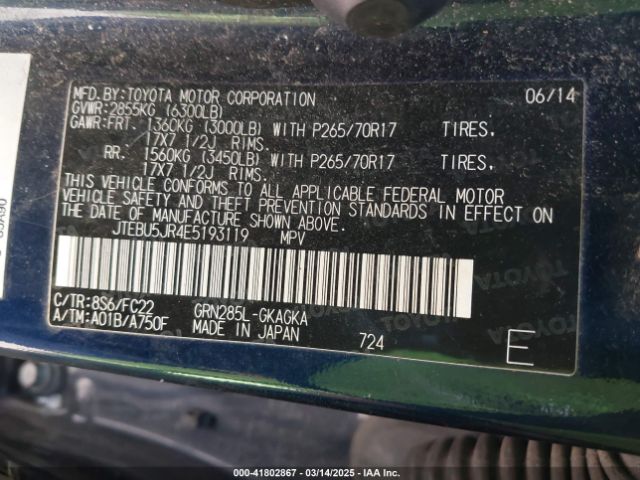 MFD.BY:TOYOTA MOTOR CORPORATION 06/14
GVWR:2855KG (6300LB)
GAWR:FRT. 1360KG (3000LB) WITH P265/70R17 TIRES,
17X7 1/2J RIMS.
RR. 1560KG (3450LB) WITH P265/70R17 TIRES,
17X7 1/2J RIMS.
THIS VEHICLE CONFORMS TO ALL APPLICABLE FEDERAL MOTOR
VEHICLE SAFETY AND THEFT PREVENTION STANDARDS IN EFFECT ON
THE DATE OF MANUFACTURE SHOWN ABOVE.
JTEBU5JR4E5193119 MPV
C/TR:8S6/FC22 GRN285L-GKAGKA
A/TM:A01B/A750F MADE IN JAPAN 724 E
000-41802867 • 03/14/2025 • IAA Inc.